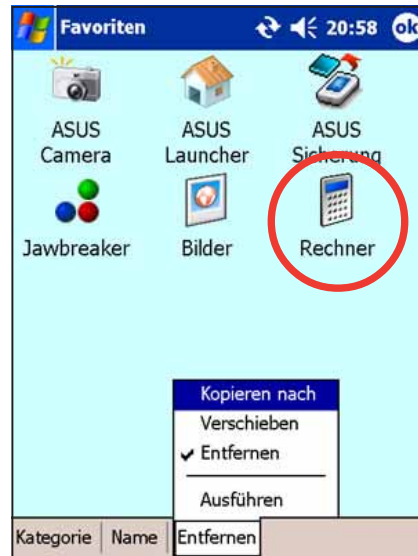 Favoriten 20:58 ok
ASUS Camera
ASUS Launcher
ASUS Sicherung
Jawbreaker
Bilder
Rechner
Kopieren nach
Verschieben
Entfernen
Ausführen
Kategorie Name Entfernen